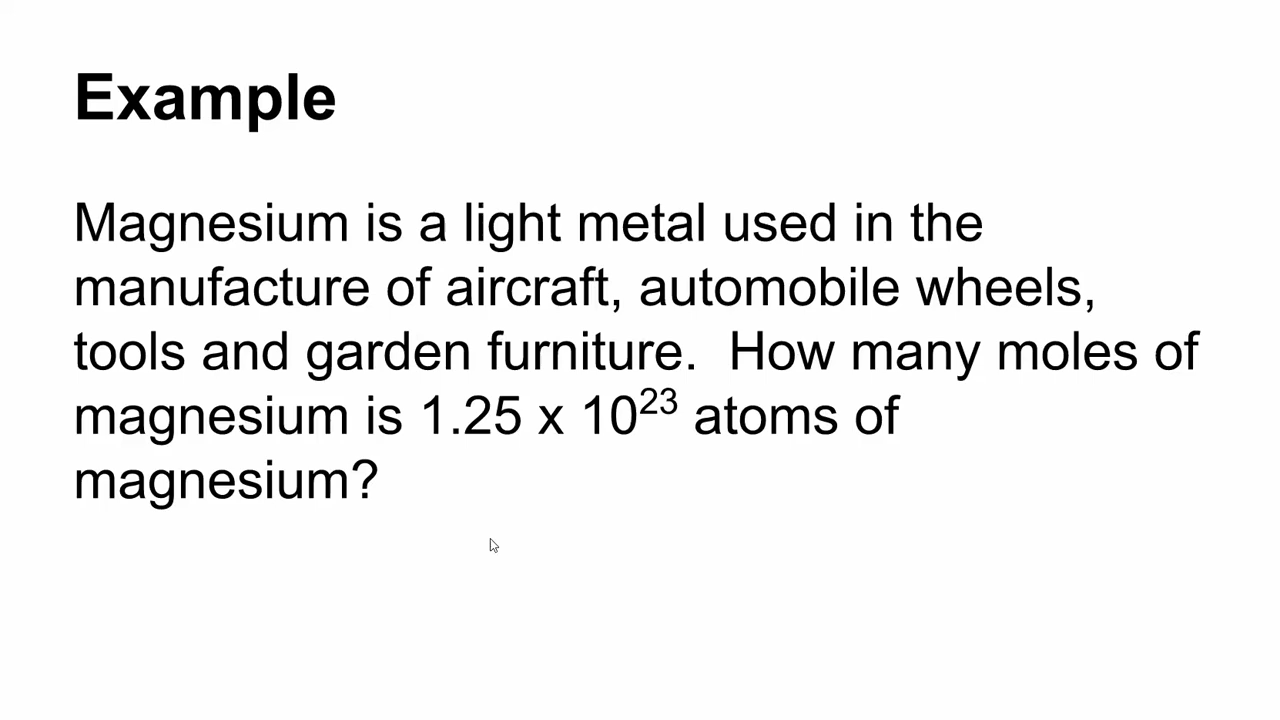 Example
Magnesium is a light metal used in the
manufacture of aircraft, automobile wheels,
tools and garden furniture.  How many moles of
magnesium is 1.25 x 10²³ atoms of
magnesium?